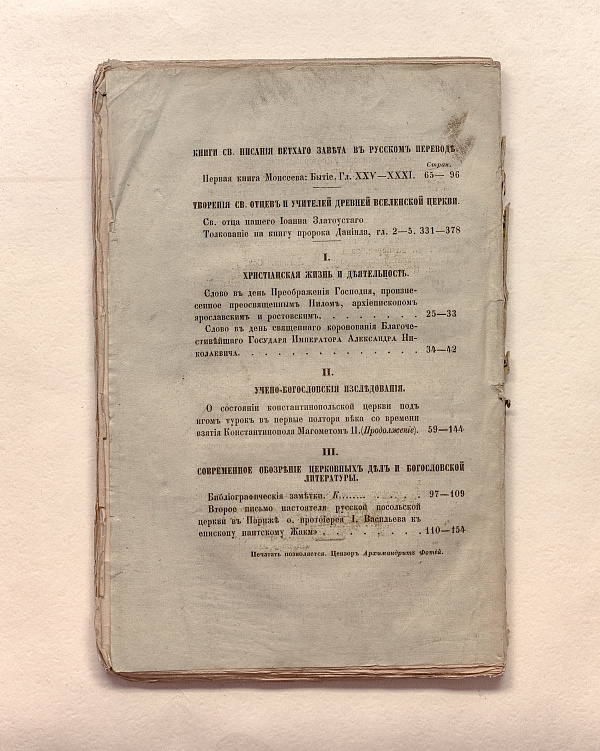 КНИГИ СВ. ПИСАНІЯ ВЕТХАГО ЗАВѢТА ВЪ РУССКОМЪ ПЕРЕВОДѢ.
Стран.
Первая книга Моисеева: Бытіе. Гл. XXV—XXXI. 65— 96
ТВОРЕНІЯ СВ. ОТЦЕВЪ И УЧИТЕЛЕЙ ДРЕВНЕЙ ВСЕЛЕНСКОЙ ЦЕРКВИ.
Св. отца нашего Іоанна Златоустаго
Толкованіе на книгу пророка Даніила, гл. 2—5. 331—378
I.
ХРИСТІАНСКАЯ ЖИЗНЬ И ДѢЯТЕЛЬНОСТЬ.
Слово въ день Преображенія Господня, произне-
сенное преосвященнымъ Ниломъ, архіепископомъ
ярославскимъ и ростовскимъ. . . . . . . . 25—33
Слово въ день священнаго коронованія Благоче-
стивѣйшаго Государя Императора Александра Ни-
колаевича. . . . . . . . . . . . . . . 34—42
II.
УЧЕНО-БОГОСЛОВСКІЯ ИЗСЛѢДОВАНІЯ.
О состояніи константинопольской церкви подъ
игомъ турокъ въ первые полтора вѣка со времени
взятія Константинополя Магометомъ II.(Продолженіе). 59—144
III.
СОВРЕМЕННОЕ ОБОЗРѢНІЕ ЦЕРКОВНЫХЪ ДѢЛЪ И БОГОСЛОВСКОЙ
ЛИТЕРАТУРЫ.
Библіографическія замѣтки. К........ . . . . 97—109
Второе письмо настоятеля русской посольской
церкви въ Парижѣ о. протоіерея І. Васильева къ
епископу нантскому Жакмэ . . . . . . . . 110—154
Печатать позволяется. Цензоръ Архимандритъ Фотій.